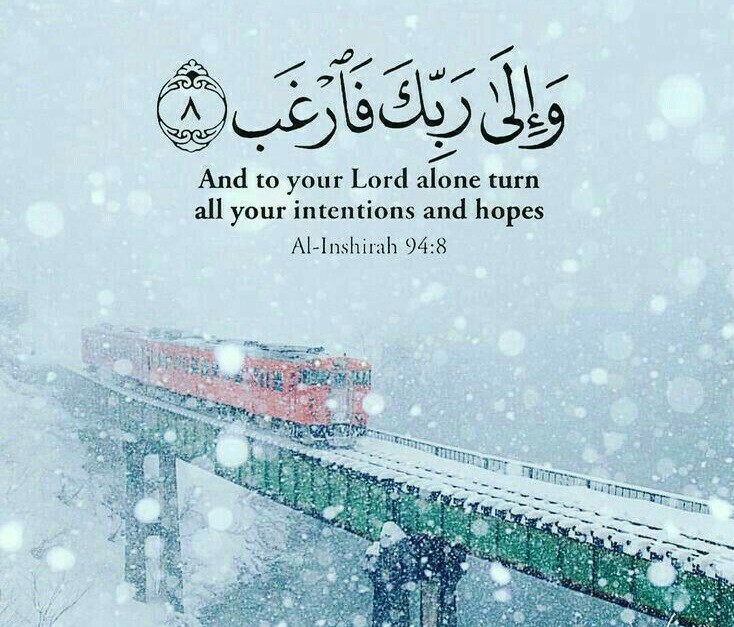 وَإِلَىٰ رَبِّكَ فَٱرْغَب ٨
And to your Lord alone turn
all your intentions and hopes
Al-Inshirah 94:8